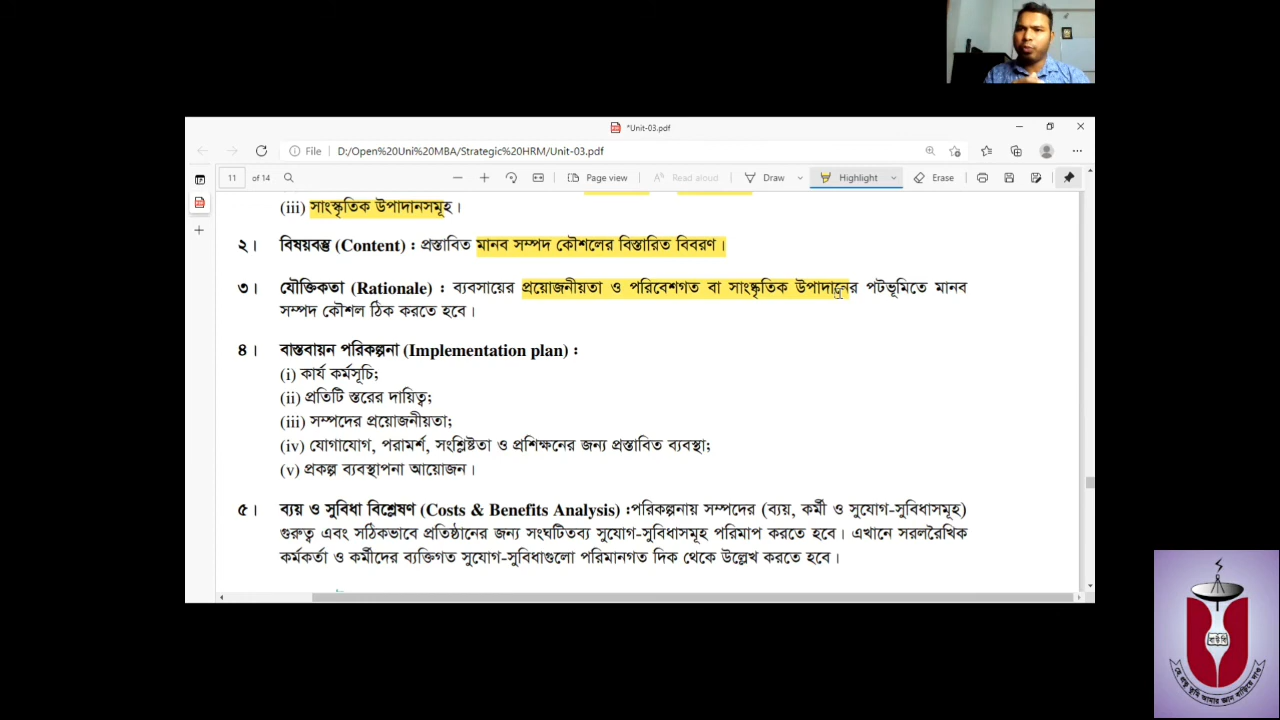 *Unit-03.pdf
File D:/Open%20Uni%20MBA/Strategic%20HRM/Unit-03.pdf
11 of 14 Page view Read aloud Draw Highlight Erase
(iii) সাংস্কৃতিক উপাদানসমূহ।
২। বিষয়বস্তু (Content) : প্রস্তাবিত মানব সম্পদ কৌশলের বিস্তারিত বিবরণ।
৩। যৌক্তিকতা (Rationale) : ব্যবসায়ের প্রয়োজনীয়তা ও পরিবেশগত বা সাংষ্কৃতিক উপাদানের পটভূমিতে মানব
সম্পদ কৌশল ঠিক করতে হবে।
৪। বাস্তবায়ন পরিকল্পনা (Implementation plan) :
(i) কার্য কর্মসূচি;
(ii) প্রতিটি স্তরের দায়িত্ব;
(iii) সম্পদের প্রয়োজনীয়তা;
(iv) যোগাযোগ, পরামর্শ, সংশ্লিষ্টতা ও প্রশিক্ষনের জন্য প্রস্তাবিত ব্যবস্থা;
(v) প্রকল্প ব্যবস্থাপনা আয়োজন।
৫। ব্যয় ও সুবিধা বিশ্লেষণ (Costs & Benefits Analysis) :পরিকল্পনায় সম্পদের (ব্যয়, কর্মী ও সুযোগ-সুবিধাসমূহ)
গুরুত্ব এবং সঠিকভাবে প্রতিষ্ঠানের জন্য সংঘটিতব্য সুযোগ-সুবিধাসমূহ পরিমাপ করতে হবে। এখানে সরলরৈখিক
কর্মকর্তা ও কর্মীদের ব্যক্তিগত সুযোগ-সুবিধাগুলো পরিমানগত দিক থেকে উল্লেখ করতে হবে।
বাউবি